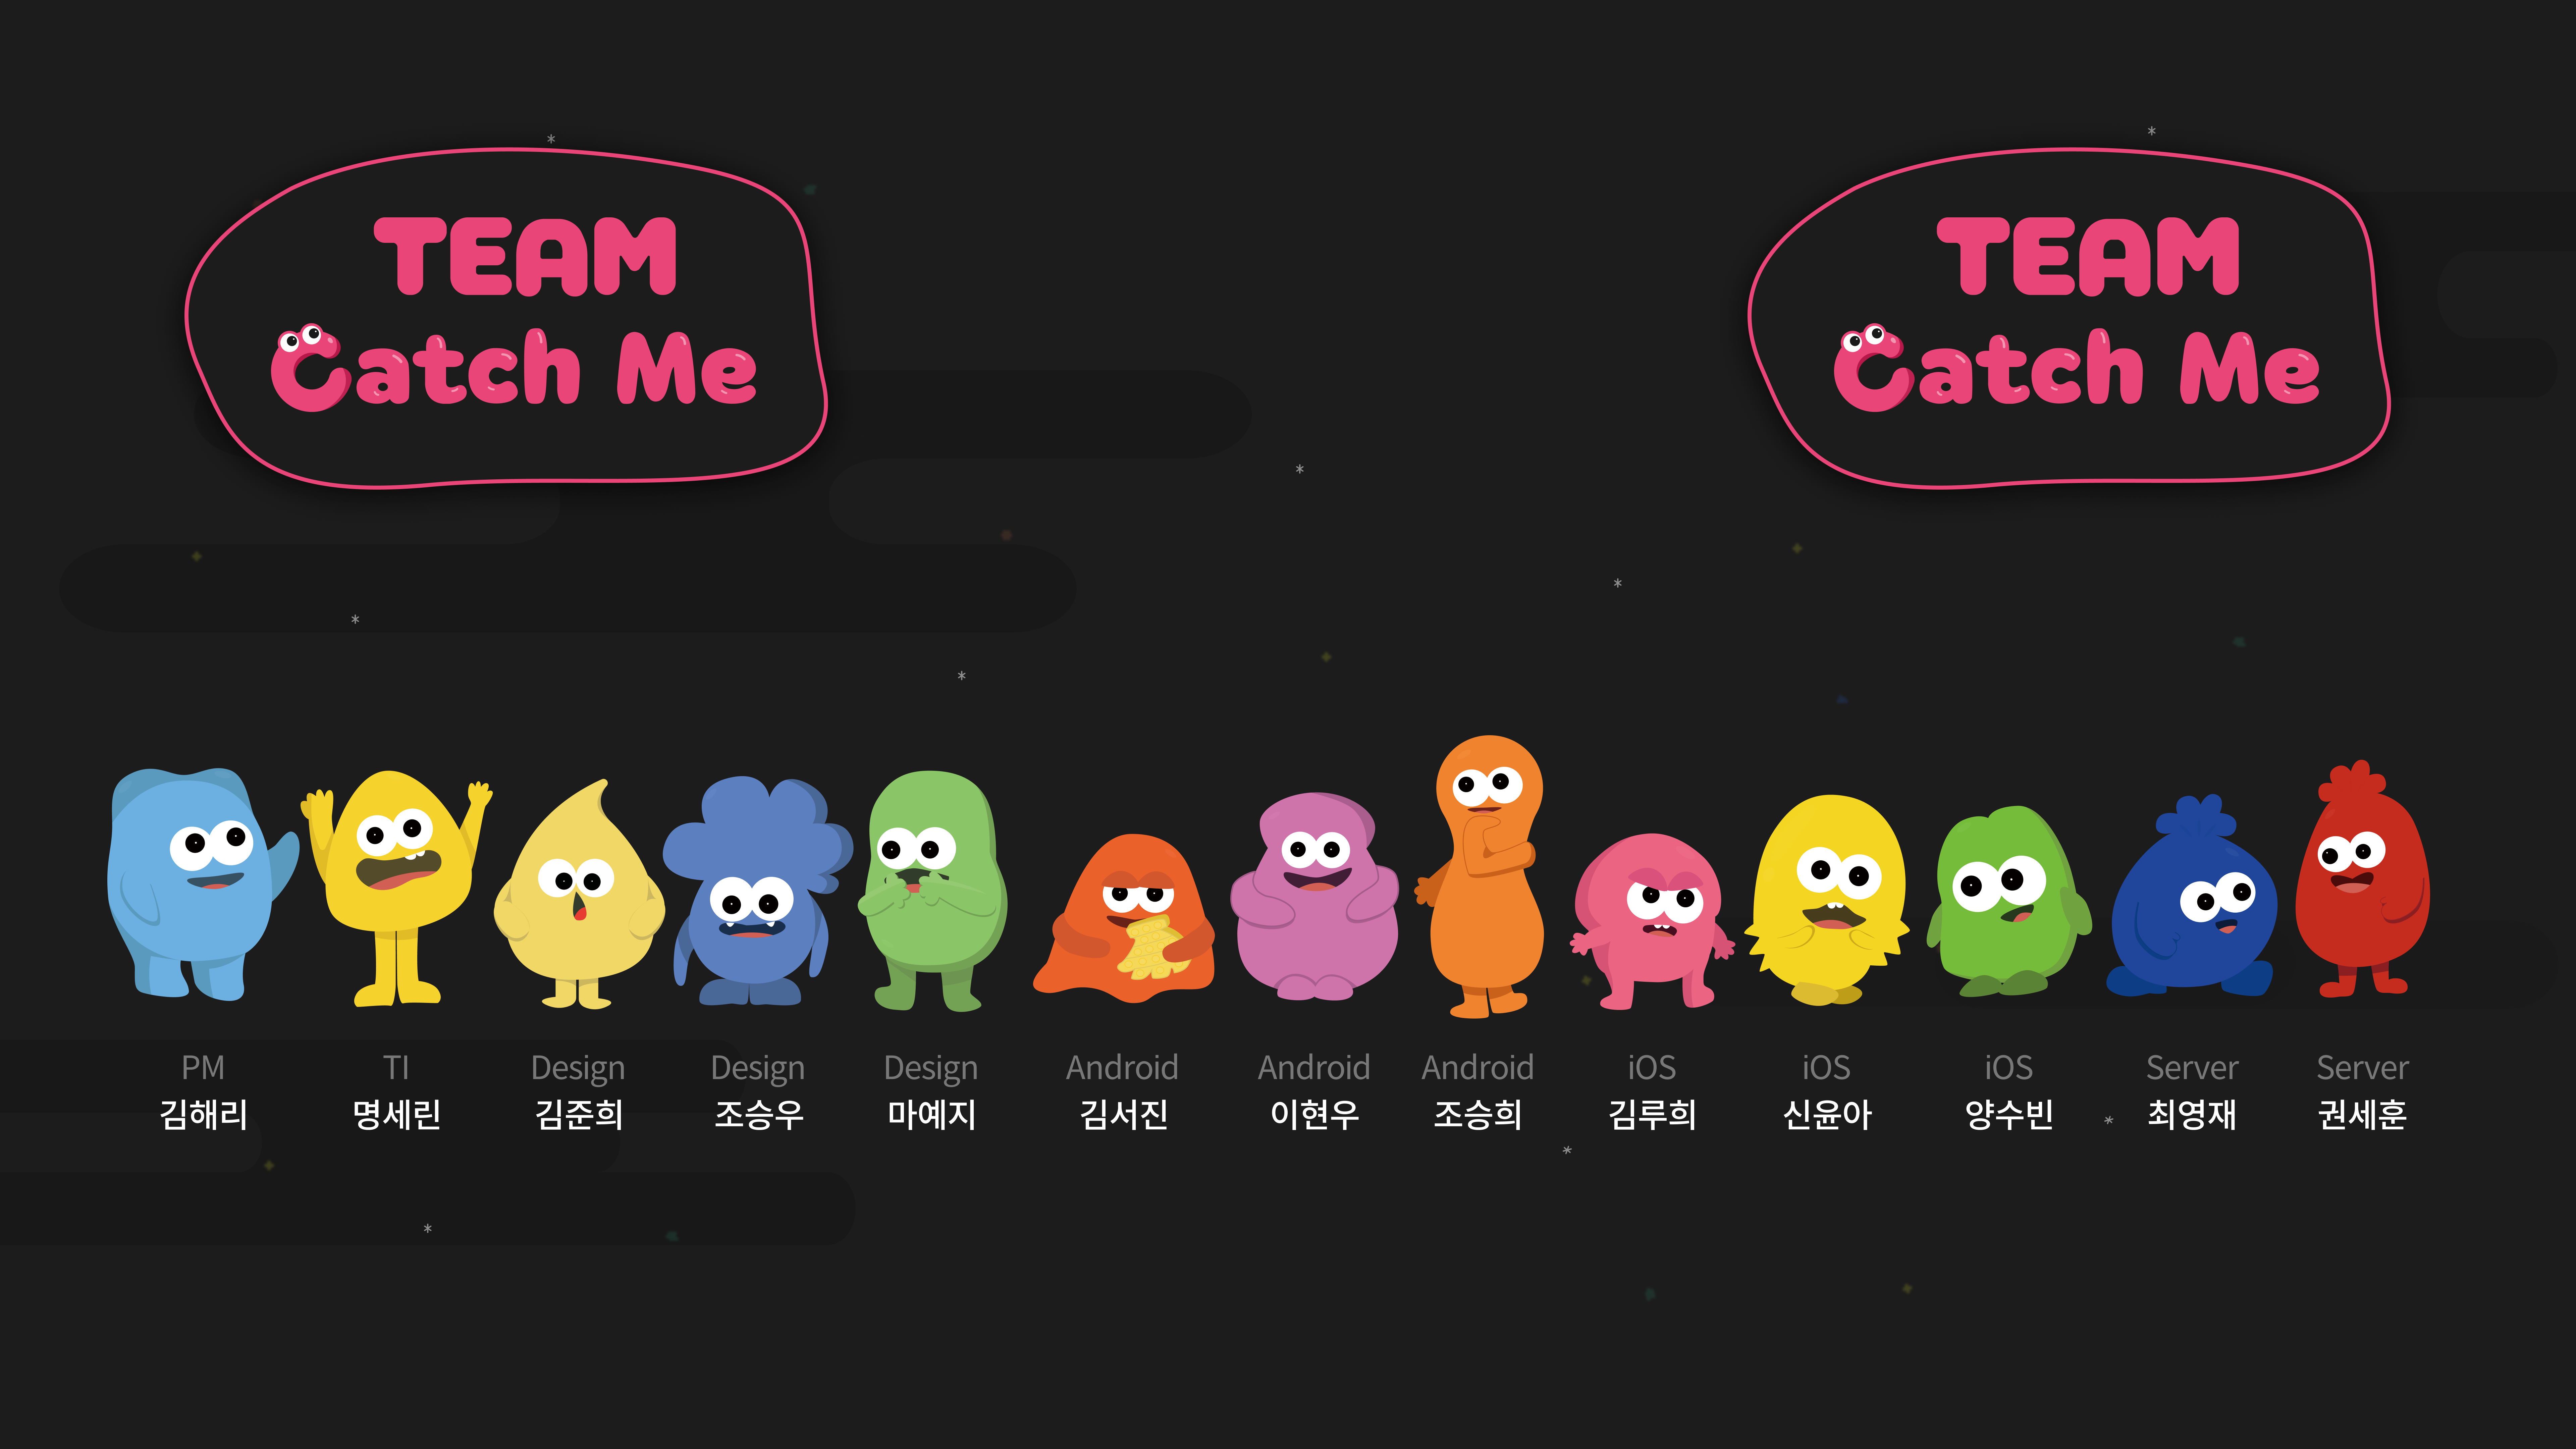 TEAM
Catch Me
TEAM
Catch Me
PM
김해리
TI
명세린
Design
김준희
Design
조승우
Design
마예지
Android
김서진
Android
이현우
Android
조승희
iOS
김루희
iOS
신윤아
iOS
양수빈
Server
최영재
Server
권세훈